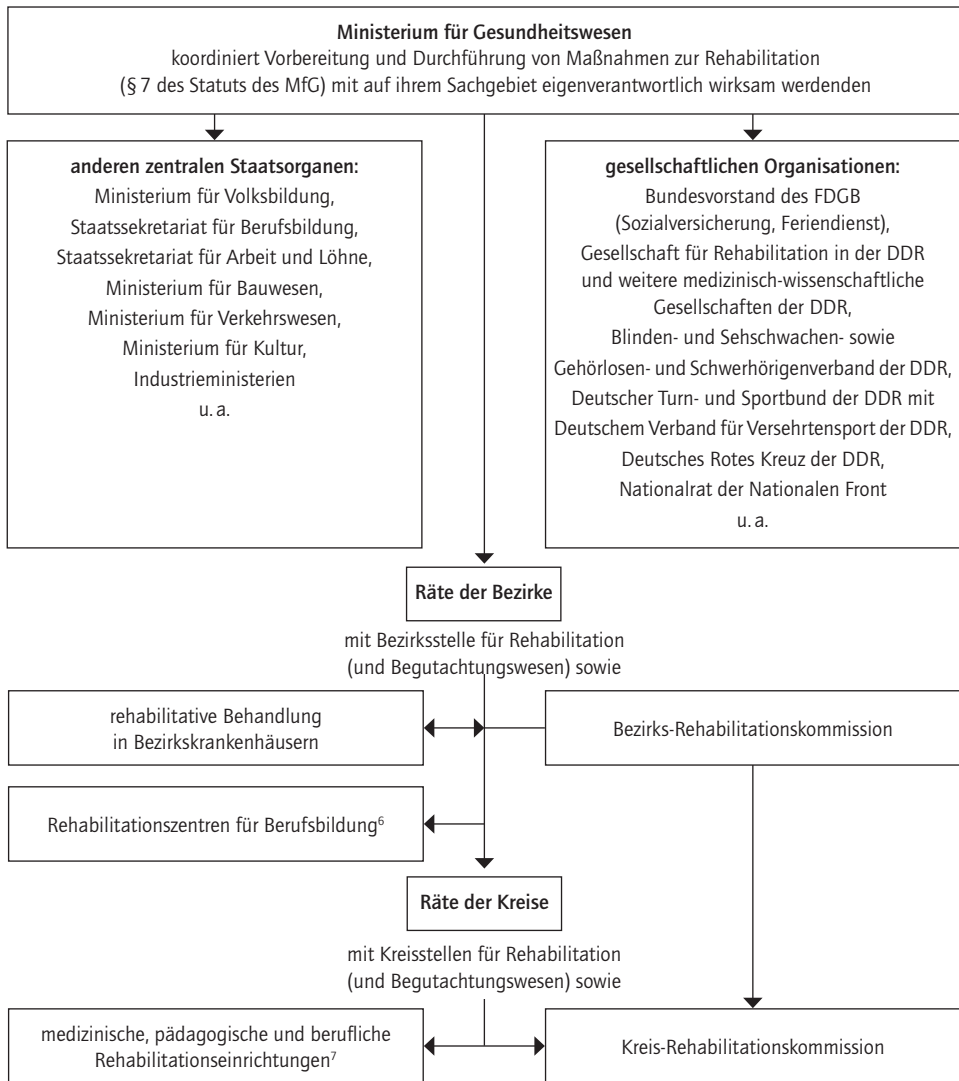 Ministerium für Gesundheitswesen
koordiniert Vorbereitung und Durchführung von Maßnahmen zur Rehabilitation
(§ 7 des Statuts des MfG) mit auf ihrem Sachgebiet eigenverantwortlich wirksam werdenden
anderen zentralen Staatsorganen:
Ministerium für Volksbildung,
Staatssekretariat für Berufsbildung,
Staatssekretariat für Arbeit und Löhne,
Ministerium für Bauwesen,
Ministerium für Verkehrswesen,
Ministerium für Kultur,
Industrieministerien
u. a.
gesellschaftlichen Organisationen:
Bundesvorstand des FDGB
(Sozialversicherung, Feriendienst),
Gesellschaft für Rehabilitation in der DDR
und weitere medizinisch-wissenschaftliche
Gesellschaften der DDR,
Blinden- und Sehschwachen- sowie
Gehörlosen- und Schwerhörigenverband der DDR,
Deutscher Turn- und Sportbund der DDR mit
Deutschem Verband für Versehrtensport der DDR,
Deutsches Rotes Kreuz der DDR,
Nationalrat der Nationalen Front
u. a.
Räte der Bezirke
mit Bezirksstelle für Rehabilitation
(und Begutachtungswesen) sowie
rehabilitative Behandlung
in Bezirkskrankenhäusern
Bezirks-Rehabilitationskommission
Rehabilitationszentren für Berufsbildung⁶
Räte der Kreise
mit Kreisstellen für Rehabilitation
(und Begutachtungswesen) sowie
medizinische, pädagogische und berufliche
Rehabilitationseinrichtungen⁷
Kreis-Rehabilitationskommission